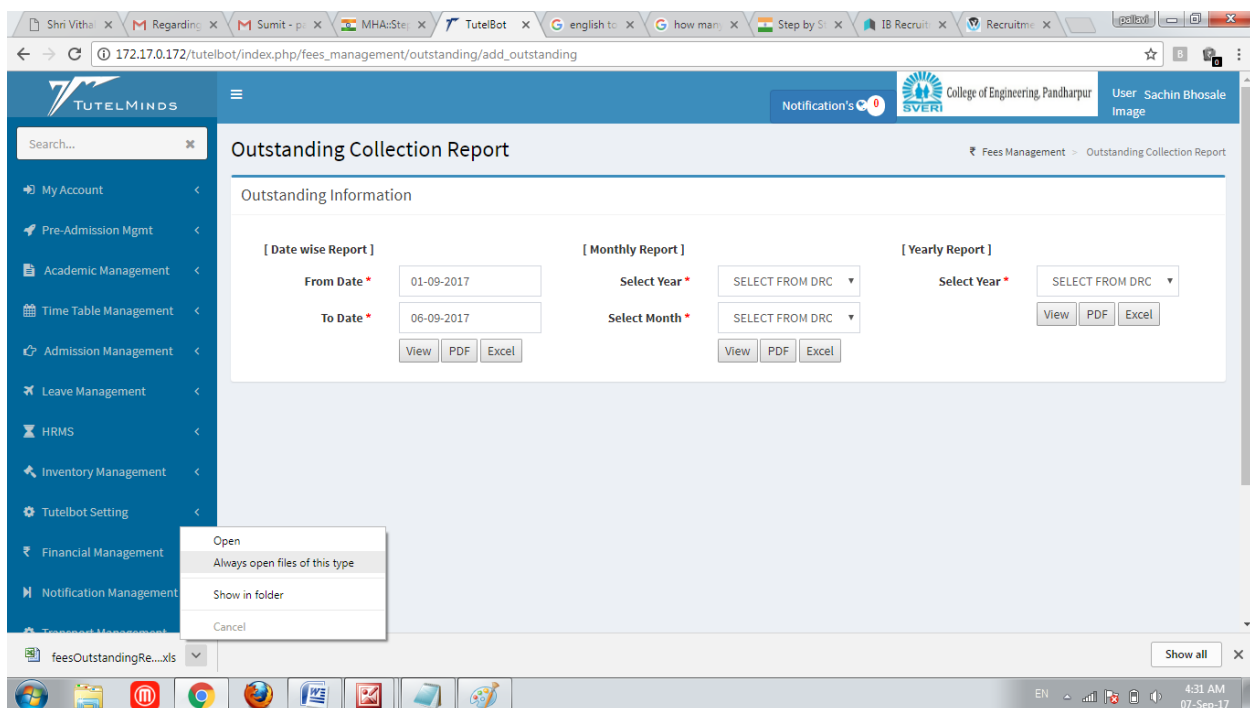 Shri Vithal
Regarding
Sumit - pa
MHA::Step
TutelBot
english to
how many
Step by St
IB Recruit
Recruitme
pallavi
172.17.0.172/tutelbot/index.php/fees_management/outstanding/add_outstanding
TUTELMINDS
Notification's 0
SVERI
College of Engineering, Pandharpur
User Image
Sachin Bhosale
Search...
Outstanding Collection Report
₹ Fees Management > Outstanding Collection Report
My Account
Outstanding Information
Pre-Admission Mgmt
Academic Management
Time Table Management
Admission Management
Leave Management
HRMS
Inventory Management
Tutelbot Setting
₹ Financial Management
Notification Management
Transport Management
[ Date wise Report ]
From Date * 01-09-2017
To Date * 06-09-2017
View PDF Excel
[ Monthly Report ]
Select Year * SELECT FROM DRC
Select Month * SELECT FROM DRC
View PDF Excel
[ Yearly Report ]
Select Year * SELECT FROM DRC
View PDF Excel
Open
Always open files of this type
Show in folder
Cancel
feesOutstandingRe....xls
Show all
EN
4:31 AM
07-Sep-17